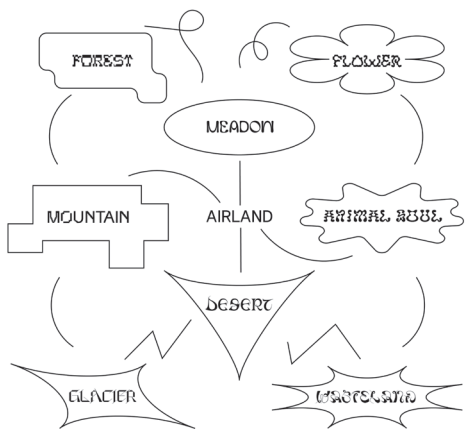 FOREST
FLOWER
MEADOW
MOUNTAIN
AIRLAND
ANIMAL SOUL
DESERT
GLACIER
WASTELAND